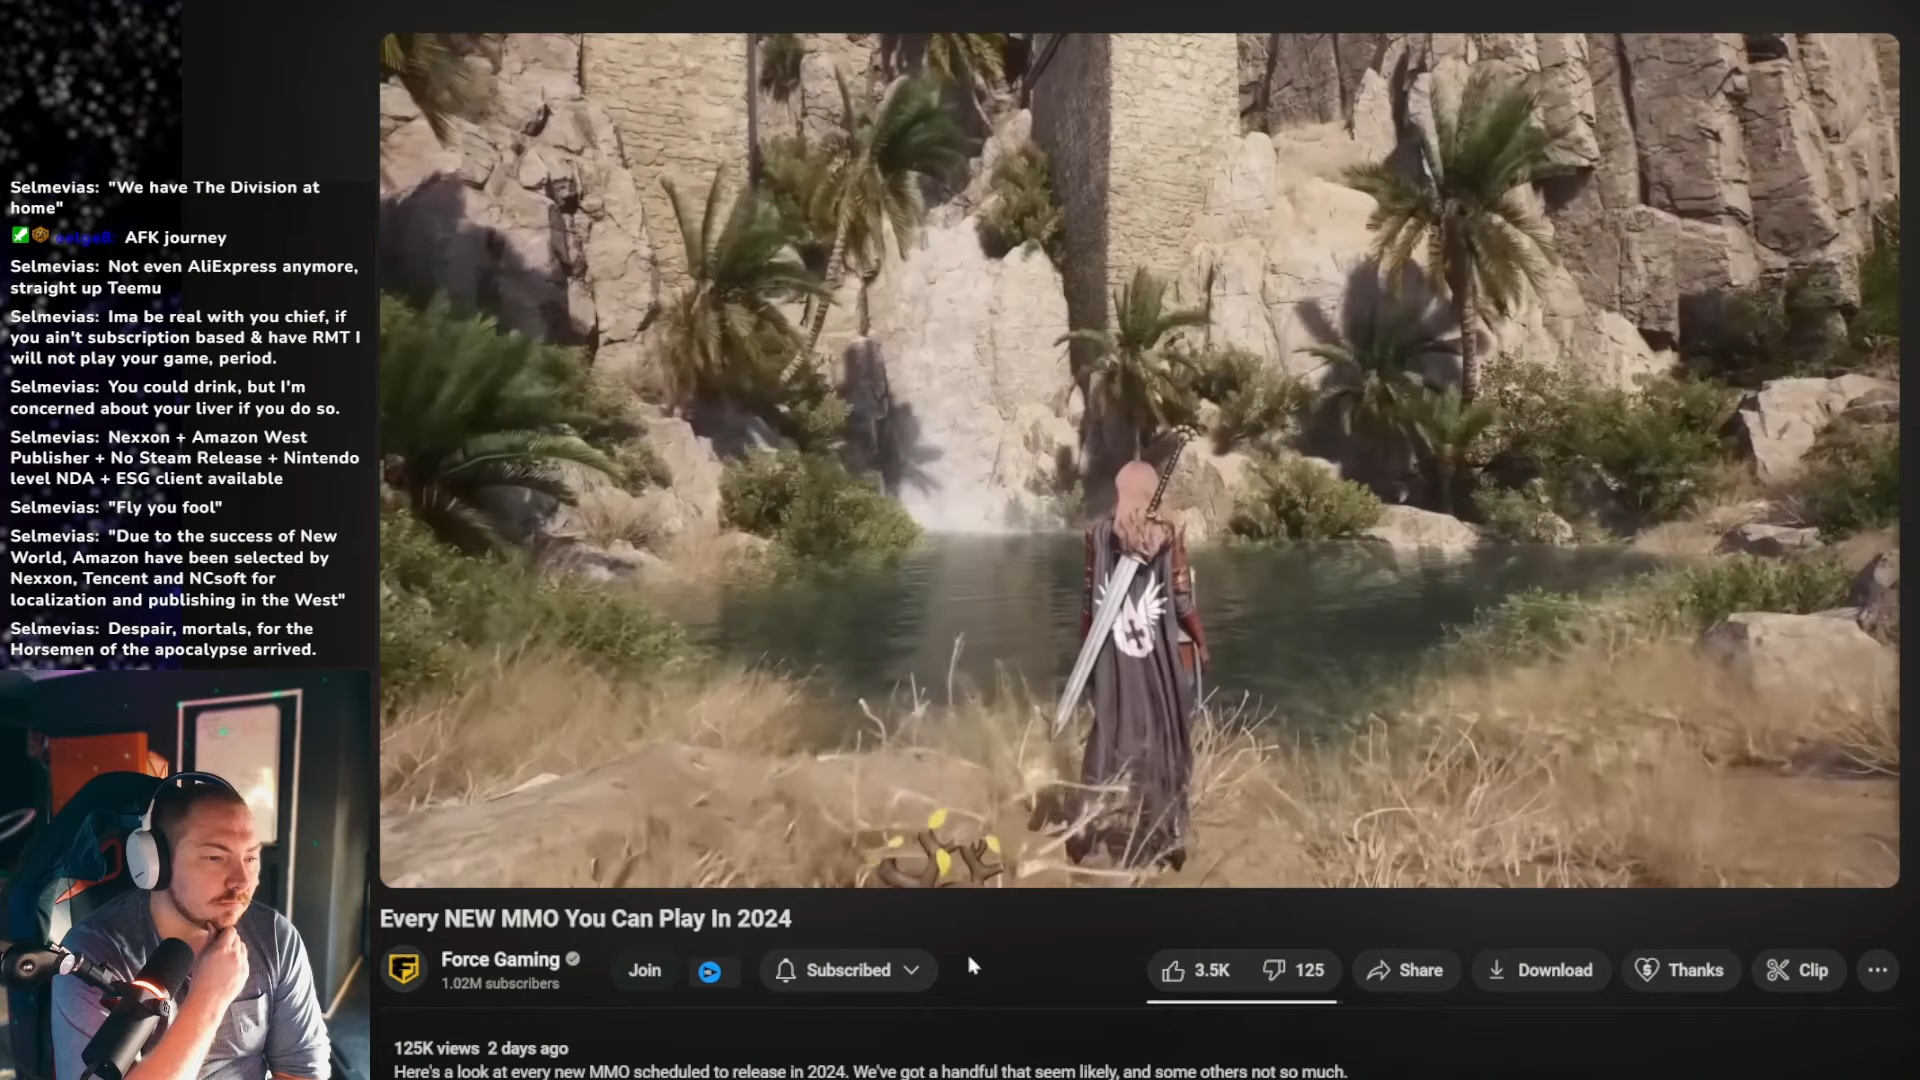 Selmevias: "We have The Division at
home"
AFK journey
Selmevias: Not even AliExpress anymore,
straight up Teemu
Selmevias: Ima be real with you chief, if
you ain't subscription based & have RMT I
will not play your game, period.
Selmevias: You could drink, but I'm
concerned about your liver if you do so.
Selmevias: Nexxon + Amazon West
Publisher + No Steam Release + Nintendo
level NDA + ESG client available
Selmevias: "Fly you fool"
Selmevias: "Due to the success of New
World, Amazon have been selected by
Nexxon, Tencent and NCsoft for
localization and publishing in the West"
Selmevias: Despair, mortals, for the
Horsemen of the apocalypse arrived.
Every NEW MMO You Can Play In 2024
Force Gaming
1.02M subscribers
Join
Subscribed
3.5K
125
Share
Download
Thanks
Clip
125K views 2 days ago
Here's a look at every new MMO scheduled to release in 2024. We've got a handful that seem likely, and some others not so much.